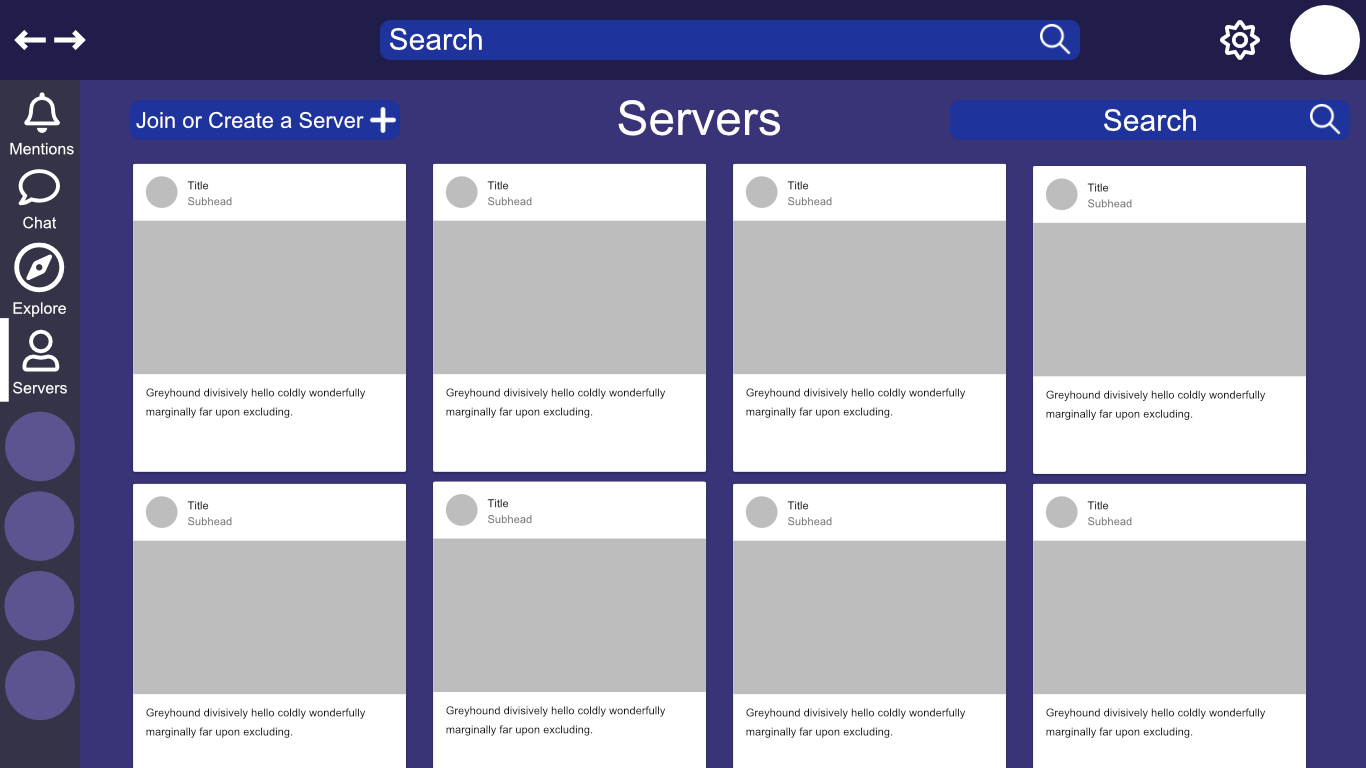 Search
Mentions
Chat
Explore
Servers
Join or Create a Server
Servers
Search
Title
Subhead
Greyhound divisively hello coldly wonderfully
marginally far upon excluding.
Title
Subhead
Greyhound divisively hello coldly wonderfully
marginally far upon excluding.
Title
Subhead
Greyhound divisively hello coldly wonderfully
marginally far upon excluding.
Title
Subhead
Greyhound divisively hello coldly wonderfully
marginally far upon excluding.
Title
Subhead
Greyhound divisively hello coldly wonderfully
marginally far upon excluding.
Title
Subhead
Greyhound divisively hello coldly wonderfully
marginally far upon excluding.
Title
Subhead
Greyhound divisively hello coldly wonderfully
marginally far upon excluding.
Title
Subhead
Greyhound divisively hello coldly wonderfully
marginally far upon excluding.